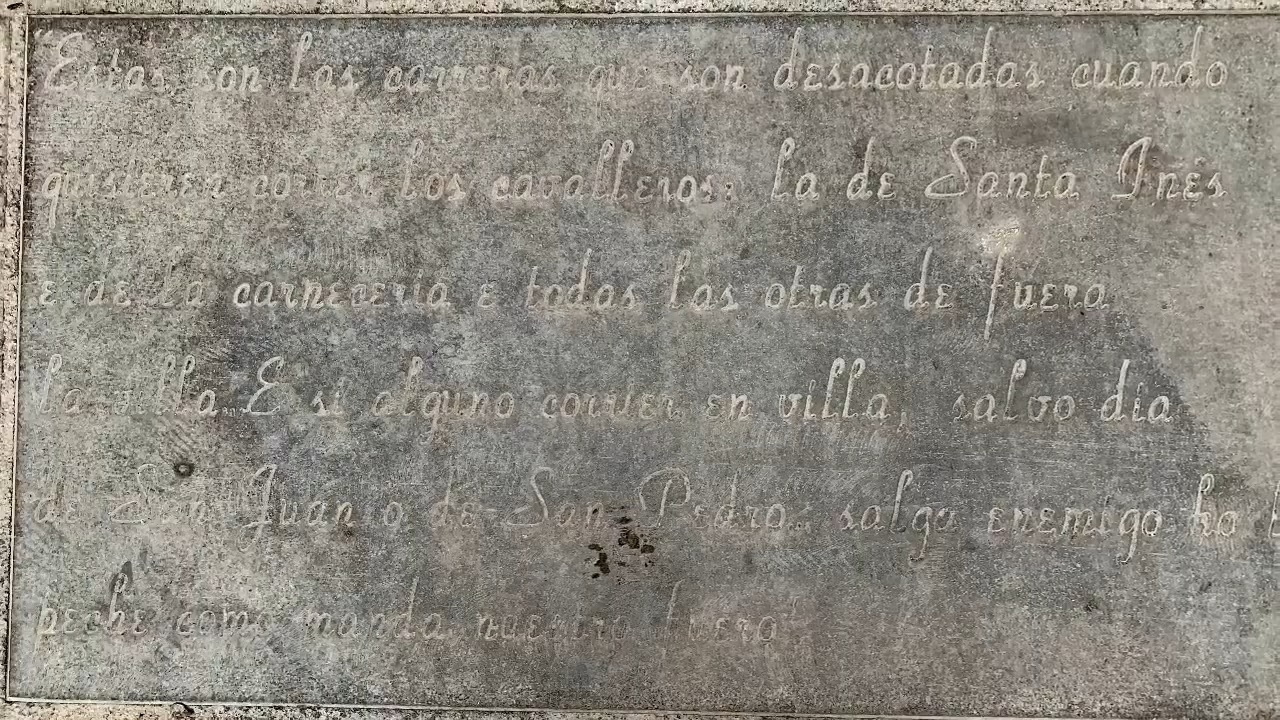 "Estas son las carreras que son desacotadas cuando
quisieren correr los cavalleros: la de Santa Inés
e de la carnecería e todas las otras de fuera
la villa. E si alguno corrier en villa, salvo día
de San Juan o de San Pedro: salga enemigo ho
peche como manda nuestro fuero"